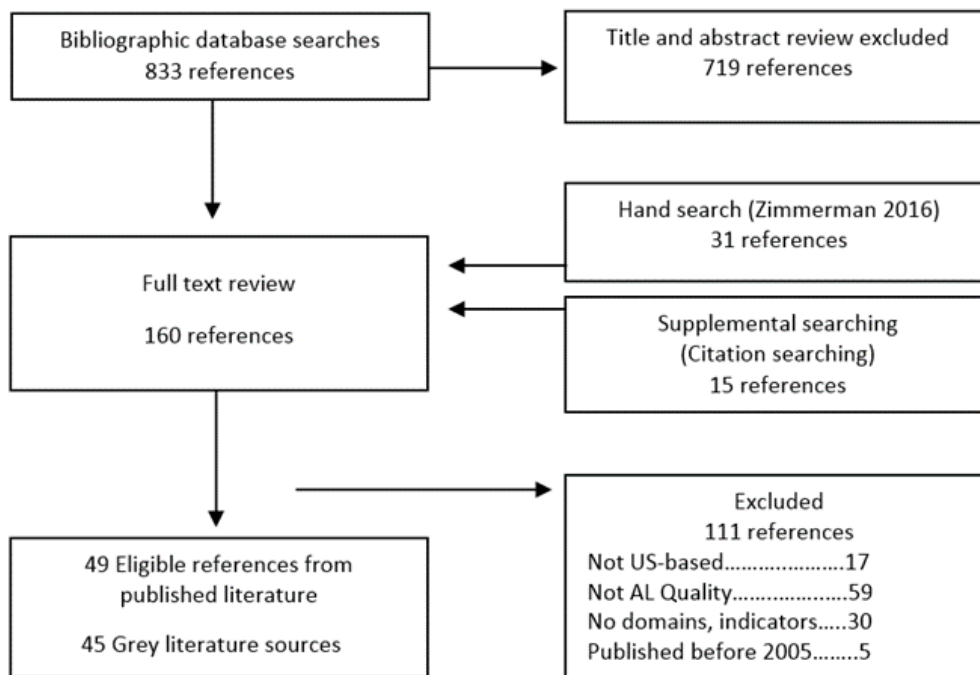 Bibliographic database searches
833 references
Title and abstract review excluded
719 references
Hand search (Zimmerman 2016)
31 references
Full text review
160 references
Supplemental searching
(Citation searching)
15 references
Excluded
111 references
Not US-based.....................17
Not AL Quality....................59
No domains, indicators.....30
Published before 2005........5
49 Eligible references from
published literature
45 Grey literature sources